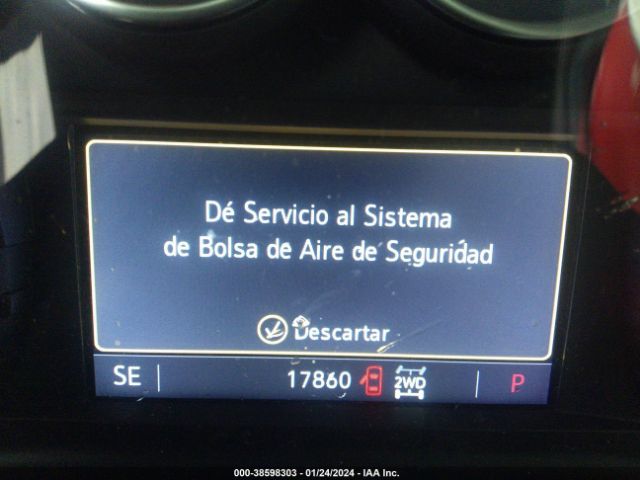 Dé Servicio al Sistema
de Bolsa de Aire de Seguridad
Descartar
SE 17860 2WD P
000-38598303 - 01/24/2024 - IAA Inc.